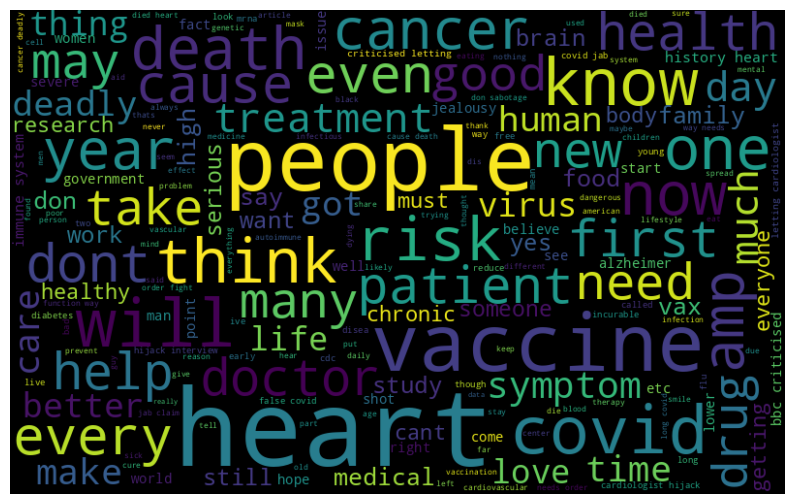 cancer deadly
thing
women
died heart
look mrna article
fact genetic mask
used died sure
cancer
issue
brain
health
death
cell
aid
may
cause
even
good
criticised letting
nothing
covid jab system
eating
know
history heart
mental
severe
deadly
treatment
jealousy
don sabotage
human
body
family
day
research
always
thats
high
black
infectious
cause death
thank
way
free
maybe
children
way needs
medicine
never
year
people
new
one
immune system
men
seem
effect
dis
mean
young
spread
government
don
problem
serious
say
got
must
virus
food
start
dangerous
american
now
much
letting cardiologist
found
poor
person
take
vascular
share
trying
thought
want
believe
yes
see
lifestyle
eat
work
two
mind
everything
autoimmune
dying
risk
first
everyone
dont
think
well
likely
reduce
different
alzheimer
healthy
said
order fight
patient
need
called
incurable
care
diabetes
function way
many
chronic
someone
vax
infection
will
man
ive
point
hijack interview
life
disea
vaccine
amp
bbc criticised
prevent
reason
early
cdc
put
daily
keep
due
live
help
give
hear
doctor
study
symptom
etc
lower
drug
better
really
shot
false covid
though
smile
flu
jab claim
tell
age
stay
die
blood
therapy
long covid
getting
every
part
heart
data
covid
sick
cure
cant
come
center
make
world
still
old
hope
right
far
medical
left
vaccination
cardiovascular
love
time
long
needs order
cardiologist hijack